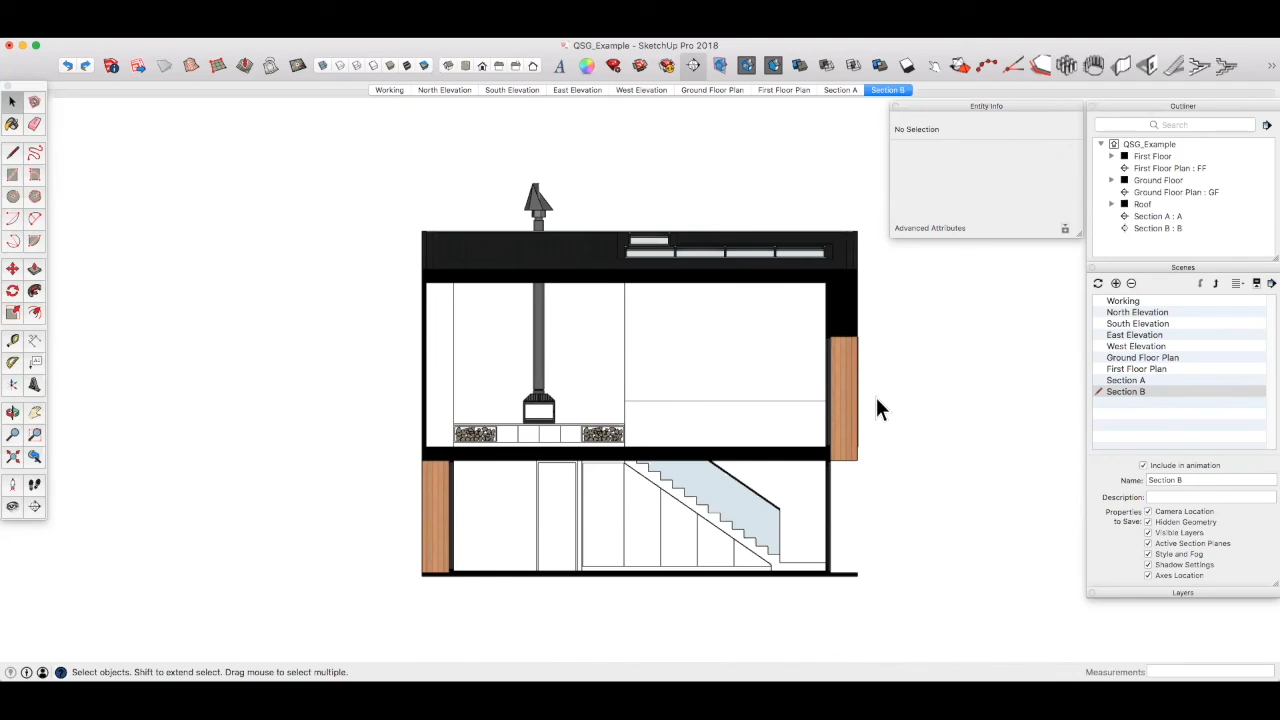 QSG_Example - SketchUp Pro 2018
Working North Elevation South Elevation East Elevation West Elevation Ground Floor Plan First Floor Plan Section A Section B
Entity Info
No Selection
Advanced Attributes
Outliner
Search
QSG_Example
First Floor
First Floor Plan : FF
Ground Floor
Ground Floor Plan : GF
Roof
Section A : A
Section B : B
Scenes
Working
North Elevation
South Elevation
East Elevation
West Elevation
Ground Floor Plan
First Floor Plan
Section A
Section B
Include in animation
Name: Section B
Description:
Properties to Save:
Camera Location
Hidden Geometry
Visible Layers
Active Section Planes
Style and Fog
Shadow Settings
Axes Location
Layers
Select objects. Shift to extend select. Drag mouse to select multiple.
Measurements